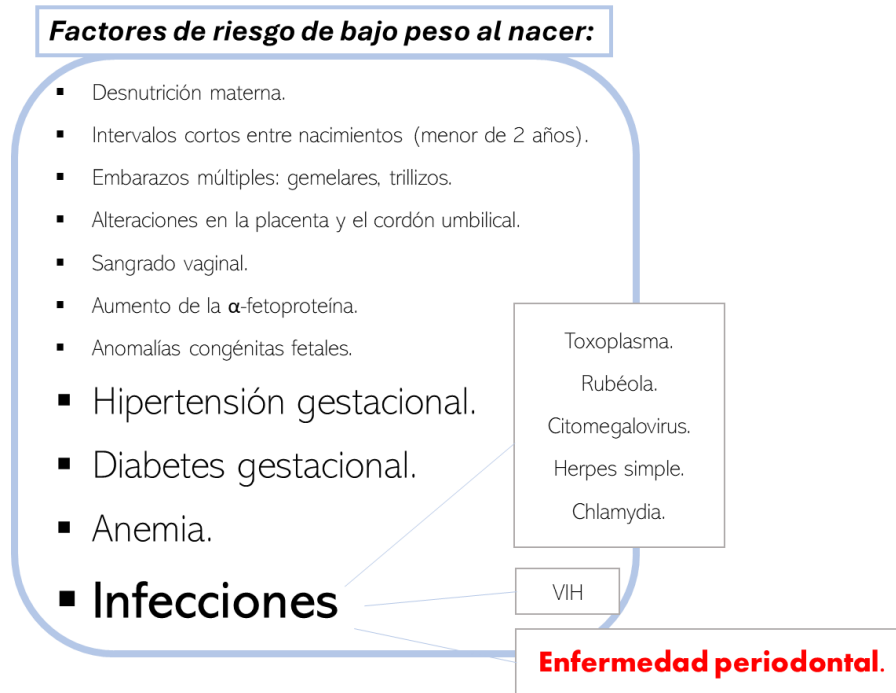 Factores de riesgo de bajo peso al nacer:
▪ Desnutrición materna.
▪ Intervalos cortos entre nacimientos (menor de 2 años).
▪ Embarazos múltiples: gemelares, trillizos.
▪ Alteraciones en la placenta y el cordón umbilical.
▪ Sangrado vaginal.
▪ Aumento de la α-fetoproteína.
▪ Anomalías congénitas fetales.
▪ Hipertensión gestacional.
▪ Diabetes gestacional.
▪ Anemia.
▪ Infecciones
Toxoplasma.
Rubéola.
Citomegalovirus.
Herpes simple.
Chlamydia.
VIH
Enfermedad periodontal.